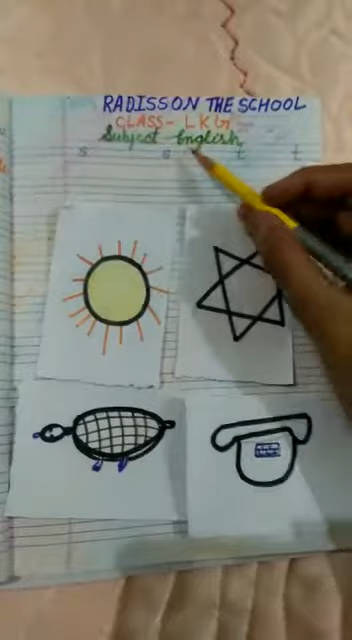 RADISSON THE SCHOOL
CLASS- LKG
Subject English
s s t t